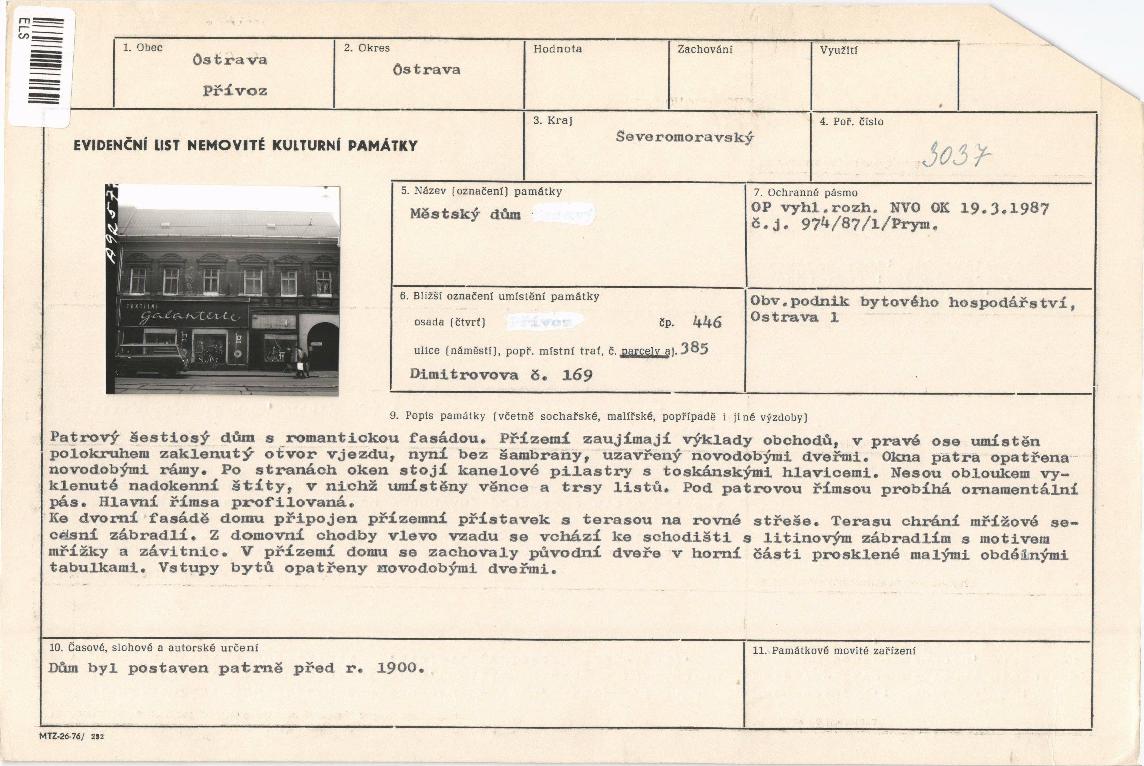 ELS
1. Obec
Ostrava
Přívoz
2. Okres
Ostrava
Hodnota
Zachování
Využití
EVIDENČNÍ LIST NEMOVITÉ KULTURNÍ PAMÁTKY
3. Kraj
Severomoravský
4. Poř. číslo
3037
5. Název (označení) památky
Městský dům
7. Ochranné pásmo
OP vyhl.rozh. NVO OK 19.3.1987
č.j. 974/87/1/Prym.
galanterie
6. Bližší označení umístění památky
osada (čtvrť) Přívoz čp. 446
ulice (náměstí), popř. místní trať, č. parcely aj. 385
Dimitrovova č. 169
Obv.podnik bytového hospodářství,
Ostrava 1
9. Popis památky (včetně sochařské, malířské, popřípadě i jiné výzdoby)
Patrový šestiosý dům s romantickou fasádou. Přízemí zaujímají výklady obchodů, v pravé ose umístěn
polokruhem zaklenutý otvor vjezdu, nyní bez šambrany, uzavřený novodobými dveřmi. Okna patra opatřena
novodobými rámy. Po stranách oken stojí kanelové pilastry s toskánskými hlavicemi. Nesou obloukem vy-
klenuté nadokenní štíty, v nichž umístěny věnce a trsy listů. Pod patrovou římsou probíhá ornamentální
pás. Hlavní římsa profilovaná.
Ke dvorní fasádě domu připojen přízemní přístavek s terasou na rovné střeše. Terasu chrání mřížové se-
cesní zábradlí. Z domovní chodby vlevo vzadu se vchází ke schodišti s litinovým zábradlím s motivem
mřížky a závitnic. V přízemí domu se zachovaly původní dveře v horní části prosklené malými obdélnými
tabulkami. Vstupy bytů opatřeny novodobými dveřmi.
10. Časové, slohové a autorské určení
Dům byl postaven patrně před r. 1900.
11. Památkové movité zařízení
MTZ-26-76/ 282